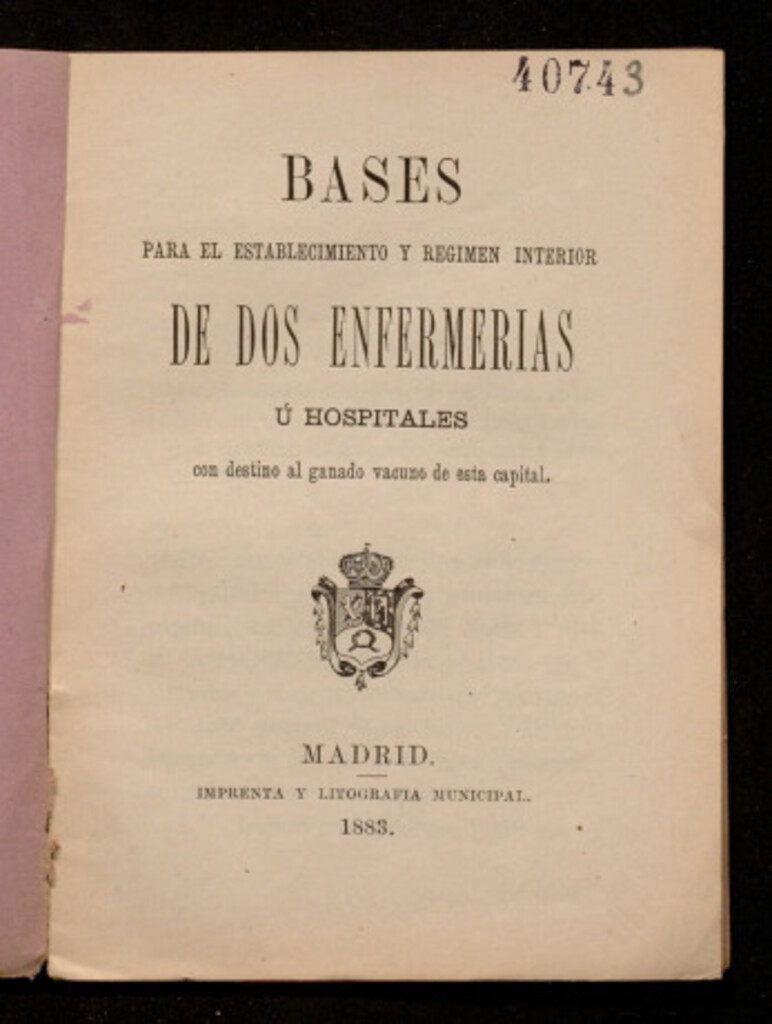 40743
BASES
PARA EL ESTABLECIMIENTO Y REGIMEN INTERIOR
DE DOS ENFERMERIAS
Ú HOSPITALES
con destino al ganado vacuno de esta capital.
MADRID.
IMPRENTA Y LITOGRAFIA MUNICIPAL.
1883.